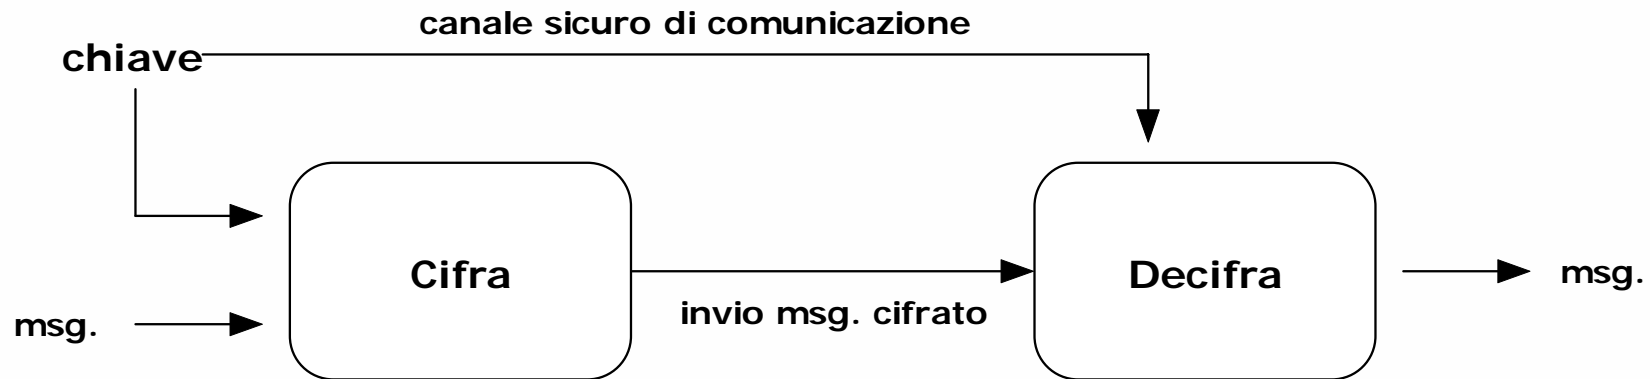 canale sicuro di comunicazione
chiave
Cifra
Decifra
msg.
invio msg. cifrato
msg.